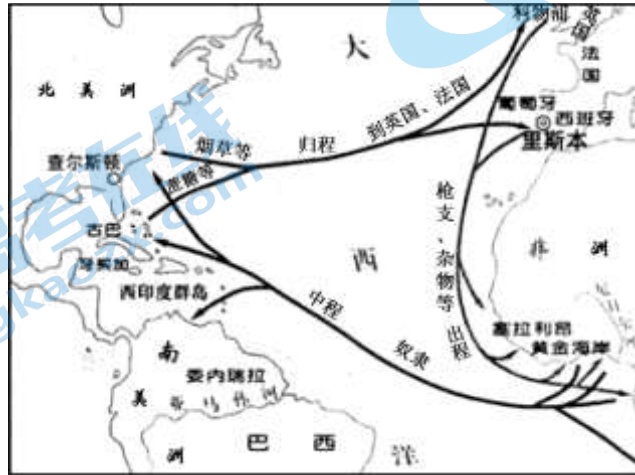 利物浦
英国
大
法国
北美洲
葡萄牙
西班牙
里斯本
到英国、法国
归程
烟草等
蔗糖等
查尔斯顿
古巴
牙买加
西印度群岛
西
枪支、杂物等
出程
非洲
塞拉利昂
黄金海岸
中程
奴隶
南美洲
委内瑞拉
亚马孙河
巴西
洋